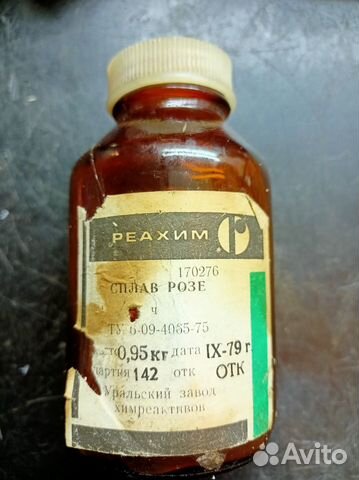 РЕАХИМ
170276
СПЛАВ РОЗЕ
ч
ТУ 6-09-4065-75
0,95 кг дата IX-79 г.
партия 142 отк ОТК
Уральский завод
химреактивов
Avito